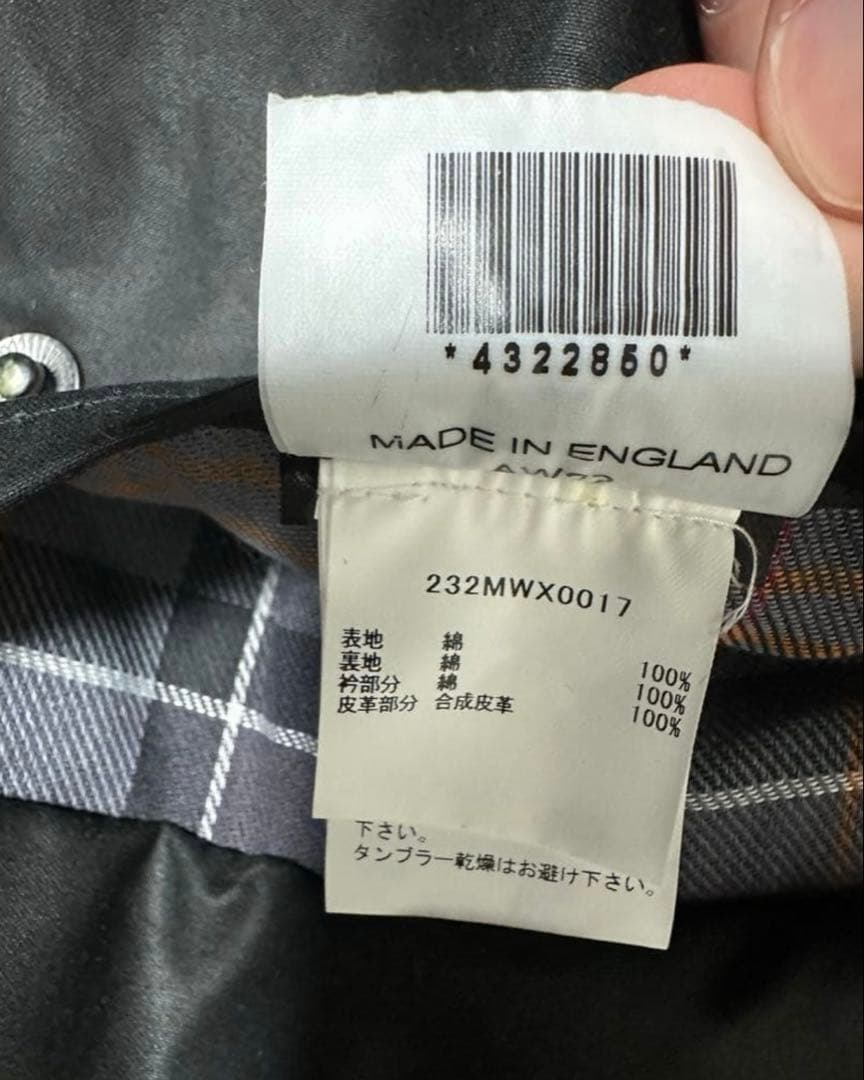 *4322850*
MADE IN ENGLAND
232MWX0017
表地 綿 100%
裏地 綿 100%
衿部分 綿 100%
皮革部分 合成皮革
下さい。
タンブラー乾燥はお避け下さい。